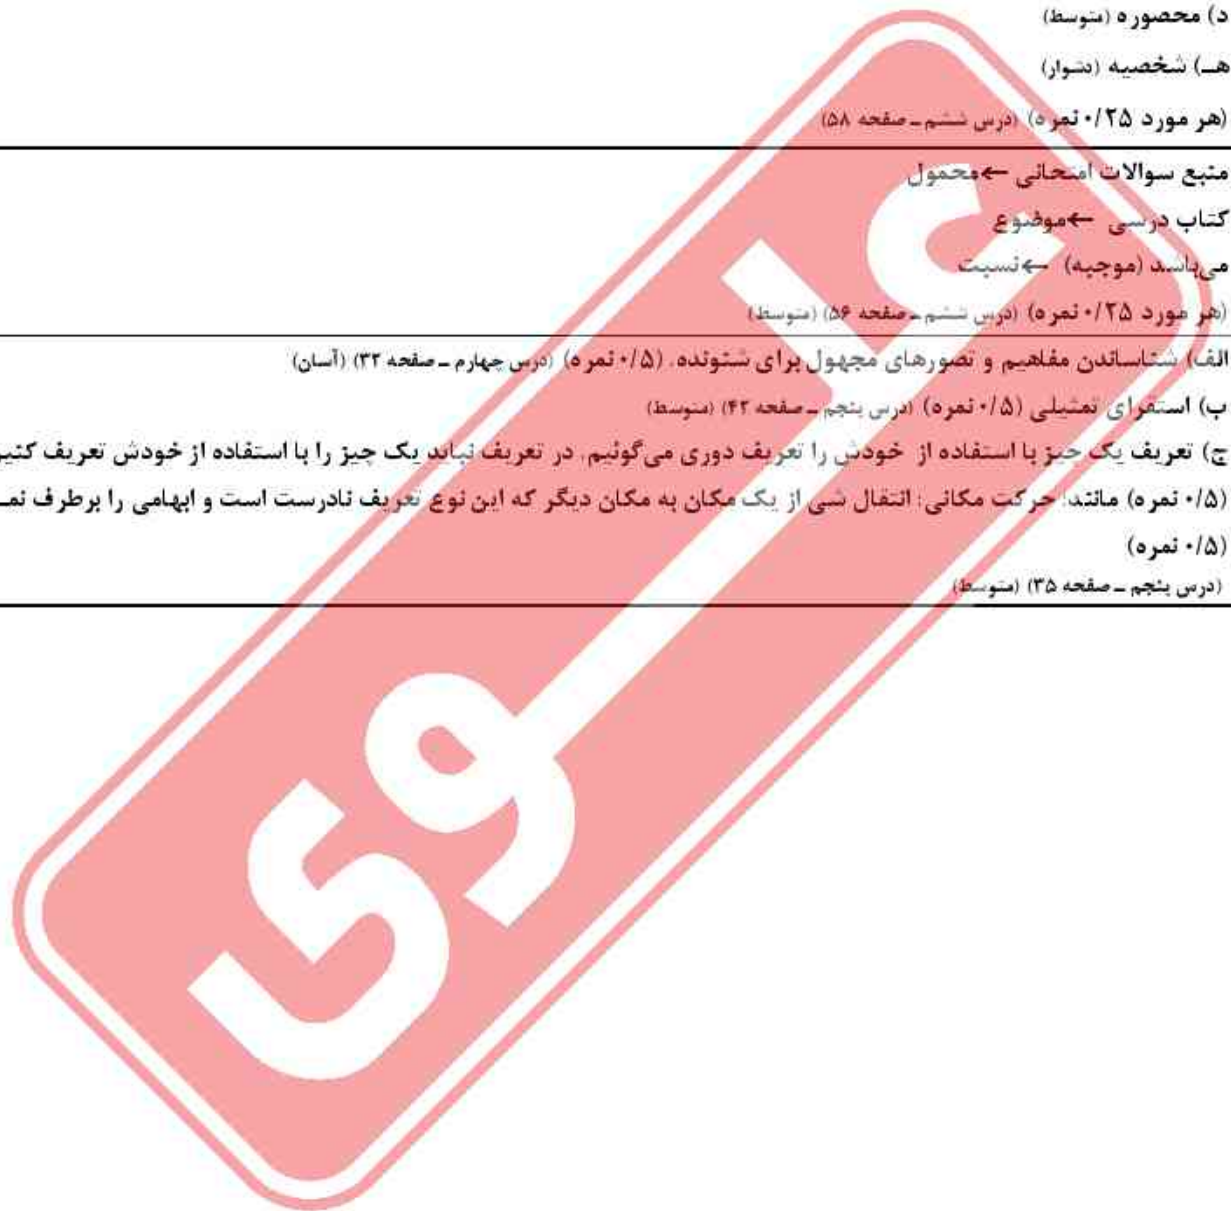 د) محصوره (متوسط)
هـ) شخصیه (دشوار)
(هر مورد ۰/۲۵ نمره) (درس ششم ـ صفحه ۵۸)
منبع سوالات امتحانی ←محمول
کتاب درسی ←موضوع
می‌باشد (موجبه) ←نسبت
(هر مورد ۰/۲۵ نمره) (درس ششم ـ صفحه ۵۶) (متوسط)
الف) شناساندن مفاهیم و تصورهای مجهول برای شنونده. (۰/۵ نمره) (درس چهارم ـ صفحه ۳۲) (آسان)
ب) استقرای تمثیلی (۰/۵ نمره) (درس پنجم ـ صفحه ۴۲) (متوسط)
ج) تعریف یک چیز با استفاده از خودش را تعریف دوری می‌گوئیم. در تعریف نباید یک چیز را با استفاده از خودش تعریف کنیم
(۰/۵ نمره) مانند: حرکت مکانی: انتقال شی از یک مکان به مکان دیگر که این نوع تعریف نادرست است و ابهامی را برطرف نمـ
(۰/۵ نمره)
(درس پنجم ـ صفحه ۳۵) (متوسط)
علوی